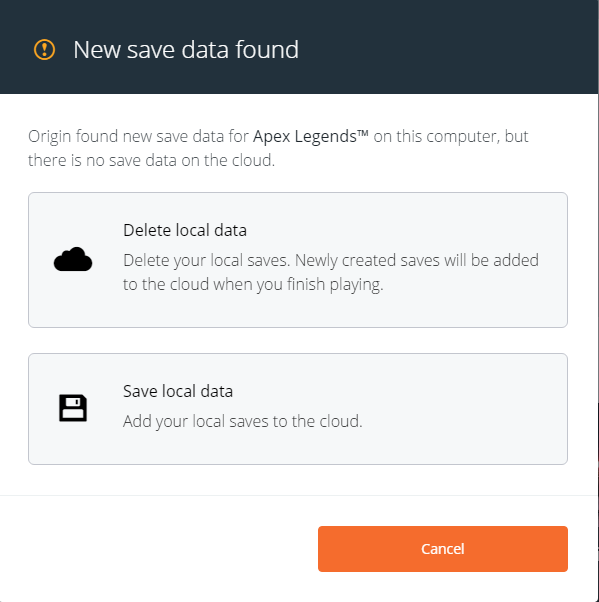 New save data found
Origin found new save data for Apex Legends™ on this computer, but
there is no save data on the cloud.
Delete local data
Delete your local saves. Newly created saves will be added
to the cloud when you finish playing.
Save local data
Add your local saves to the cloud.
Cancel